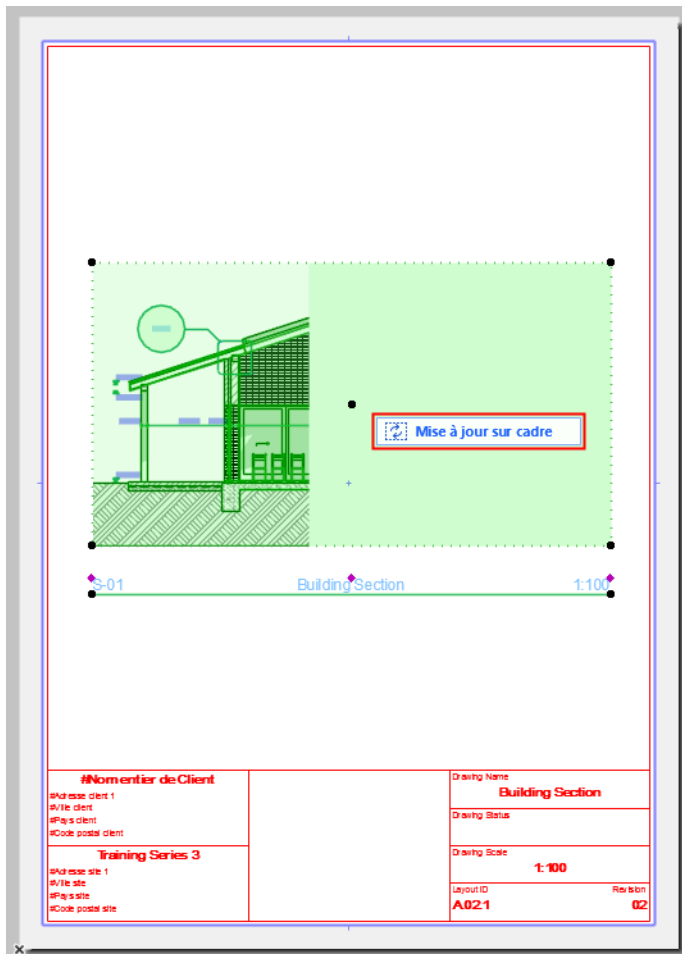 Mise à jour sur cadre
S-01 Building Section 1:100
#Nom entier de Client
#Adresse client 1
#Ville client
#Pays client
#Code postal client
Training Series 3
#Adresse site 1
#Ville site
#Pays site
#Code postal site
Drawing Name
Building Section
Drawing Status
Drawing Scale
1:100
Layout ID Revision
A.02.1 02